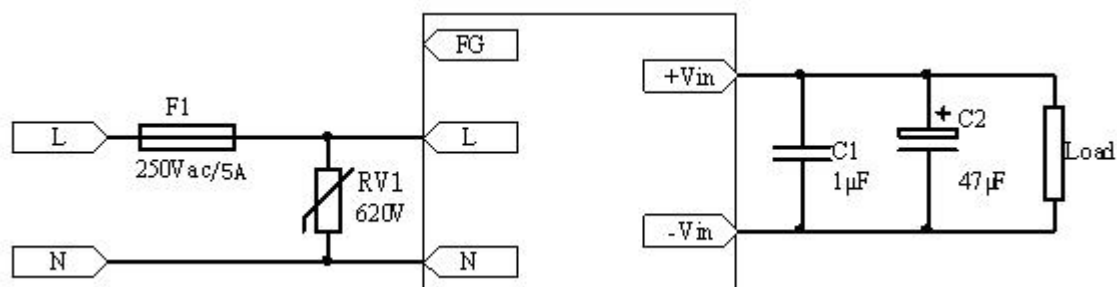 FG
+Vin
F1
L
L
250Vac/5A
RV1
620V
C1
1μF
C2
47μF
Load
N
N
-Vin